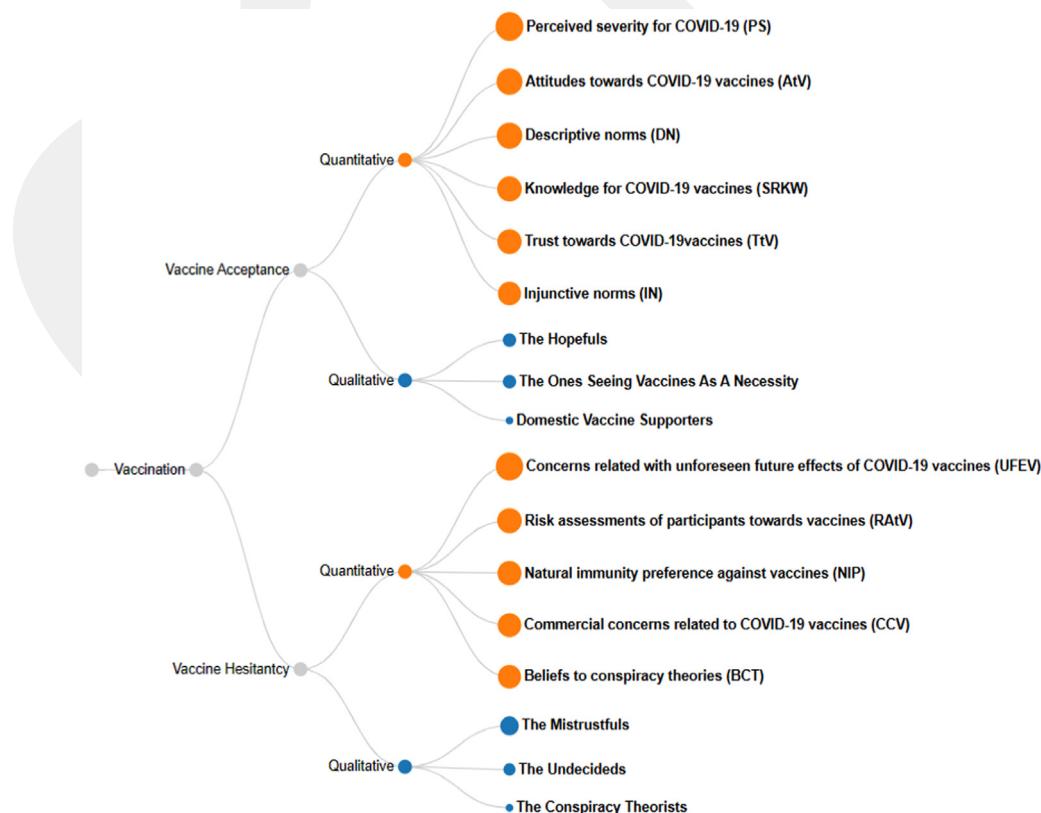 Perceived severity for COVID-19 (PS)
Attitudes towards COVID-19 vaccines (AtV)
Descriptive norms (DN)
Quantitative
Knowledge for COVID-19 vaccines (SRKW)
Trust towards COVID-19vaccines (TtV)
Vaccine Acceptance
Injunctive norms (IN)
The Hopefuls
Qualitative
The Ones Seeing Vaccines As A Necessity
Domestic Vaccine Supporters
Vaccination
Concerns related with unforeseen future effects of COVID-19 vaccines (UFEV)
Risk assessments of participants towards vaccines (RAtV)
Quantitative
Natural immunity preference against vaccines (NIP)
Commercial concerns related to COVID-19 vaccines (CCV)
Vaccine Hesitantcy
Beliefs to conspiracy theories (BCT)
The Mistrustfuls
Qualitative
The Undecideds
The Conspiracy Theorists